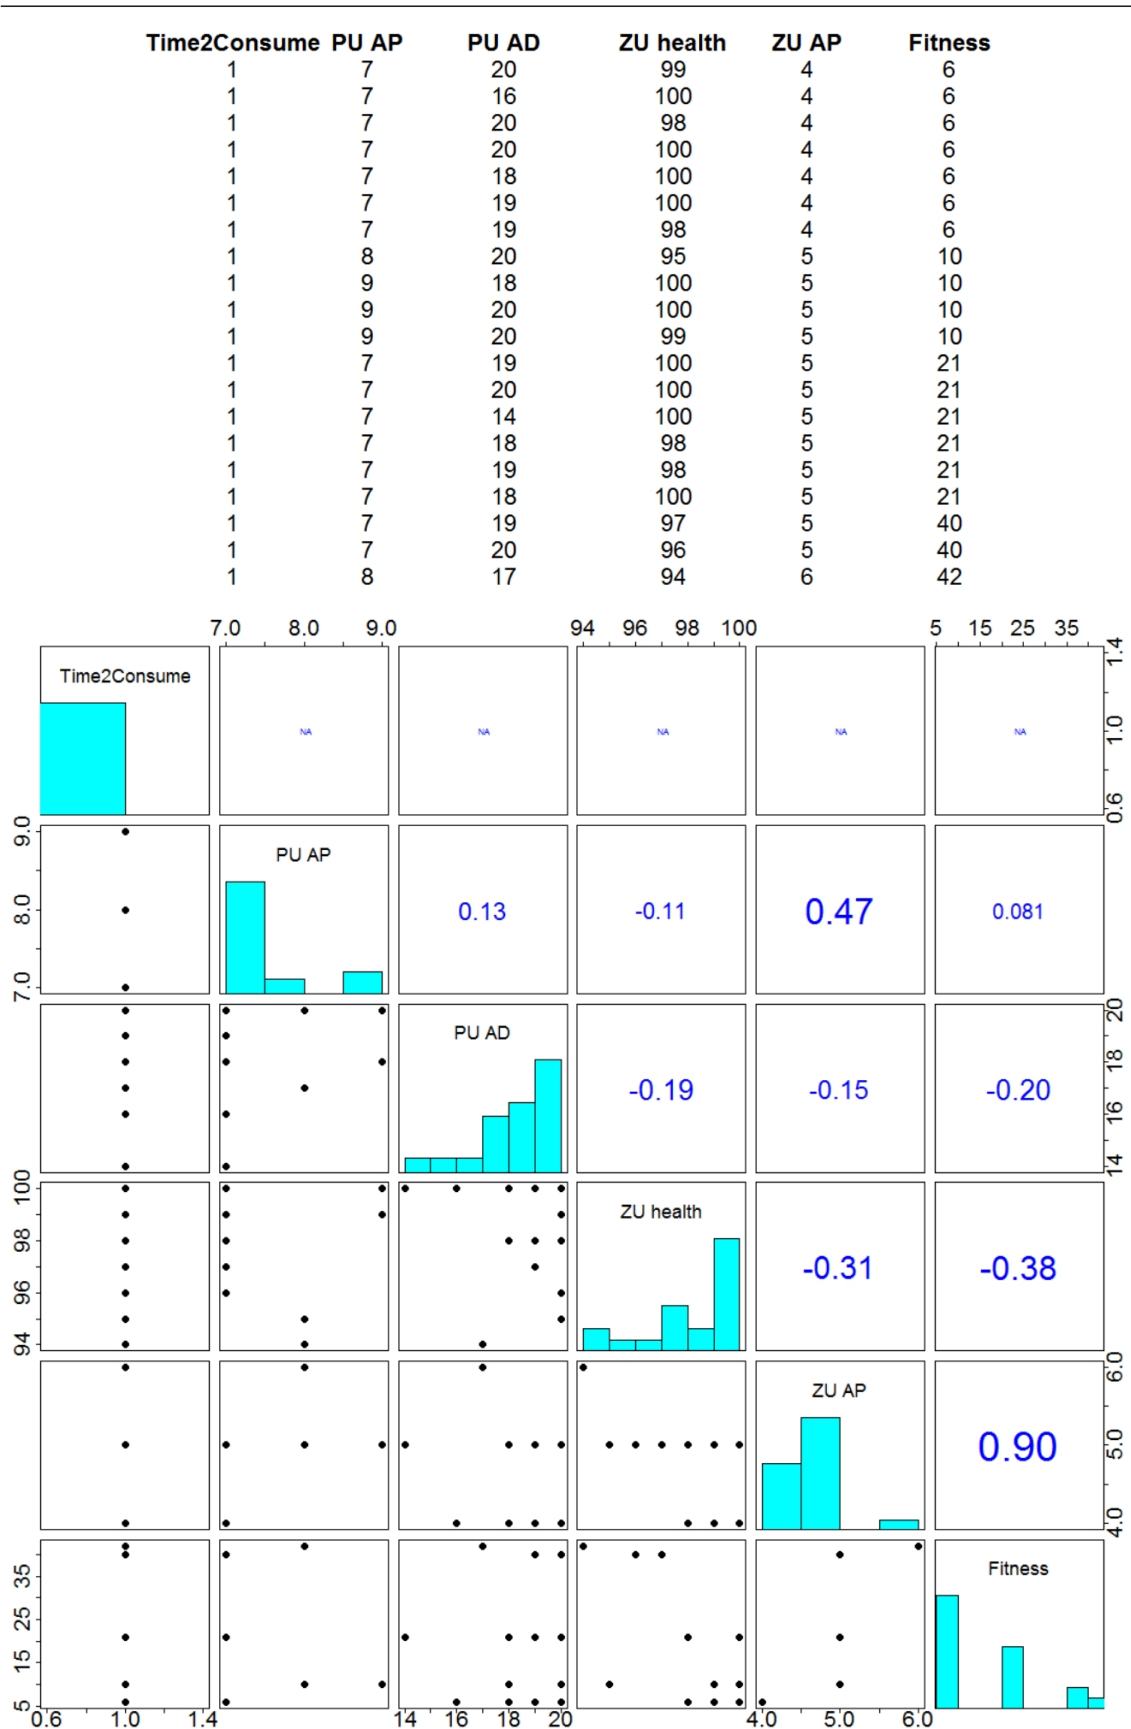 Time2Consume PU AP PU AD ZU health ZU AP Fitness
1 7 20 99 4 6
1 7 16 100 4 6
1 7 20 98 4 6
1 7 20 100 4 6
1 7 18 100 4 6
1 7 19 100 4 6
1 7 19 98 4 6
1 8 20 95 5 10
1 9 18 100 5 10
1 9 20 100 5 10
1 9 20 99 5 10
1 7 19 100 5 21
1 7 20 100 5 21
1 7 14 100 5 21
1 7 18 98 5 21
1 7 19 98 5 21
1 7 18 100 5 21
1 7 19 97 5 40
1 7 20 96 5 40
1 8 17 94 6 42
7.0 8.0 9.0 94 96 98 100 5 15 25 35
Time2Consume
NA NA NA NA NA
0.6 1.0 1.4
7.0 8.0 9.0
PU AP
0.13 -0.11 0.47 0.081
PU AD
-0.19 -0.15 -0.20
14 16 18 20
94 96 98 100
ZU health
-0.31 -0.38
ZU AP
0.90
4.0 5.0 6.0
5 15 25 35
Fitness
0.6 1.0 1.4 14 16 18 20 4.0 5.0 6.0